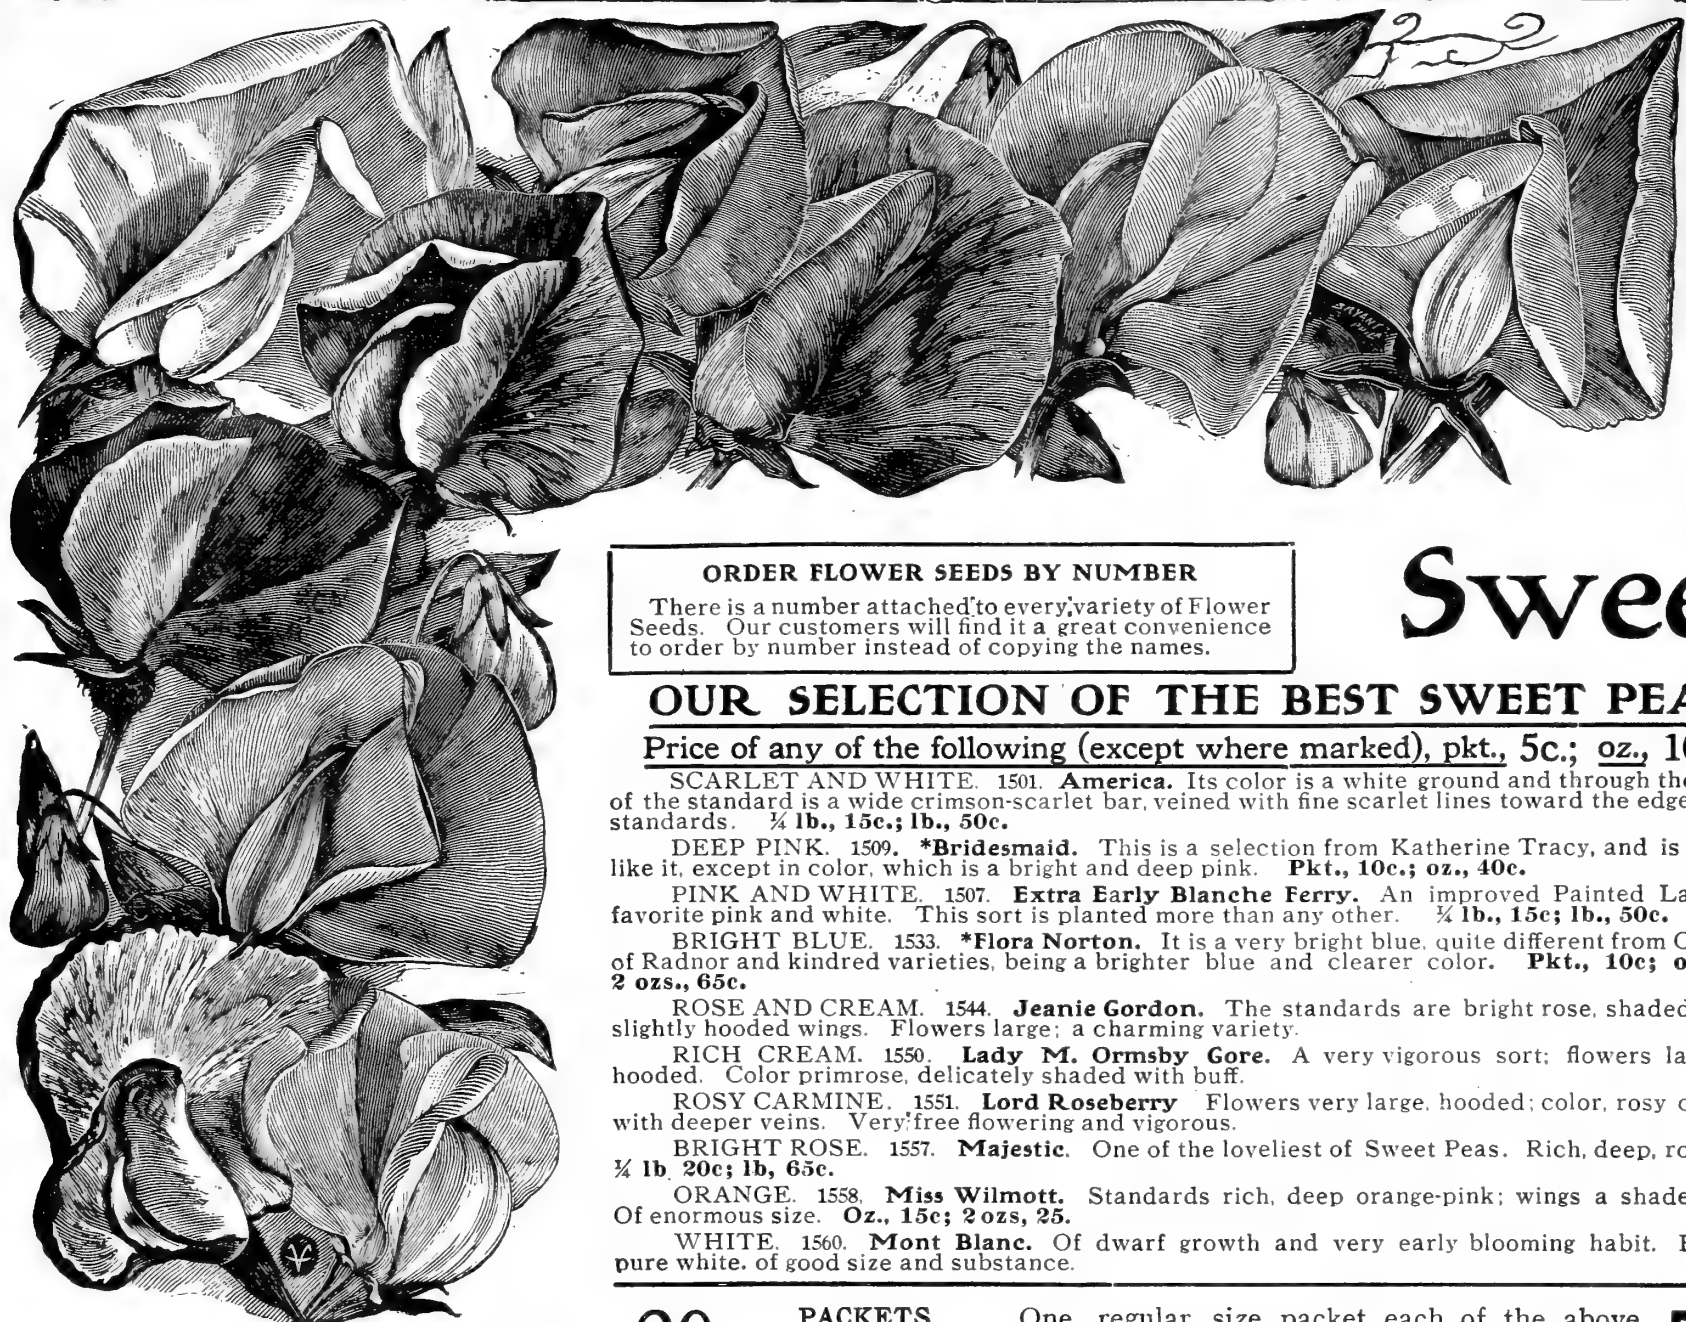 ORDER FLOWER SEEDS BY NUMBER
There is a number attached to every variety of Flower
Seeds. Our customers will find it a great convenience
to order by number instead of copying the names.
Swee
OUR SELECTION OF THE BEST SWEET PEA
Price of any of the following (except where marked), pkt., 5c.; oz., 1
SCARLET AND WHITE. 1501. America. Its color is a white ground and through the
of the standard is a wide crimson-scarlet bar, veined with fine scarlet lines toward the edge
standards. ¼ lb., 15c.; lb., 50c.
DEEP PINK. 1509. *Bridesmaid. This is a selection from Katherine Tracy, and is
like it, except in color, which is a bright and deep pink. Pkt., 10c.; oz., 40c.
PINK AND WHITE. 1507. Extra Early Blanche Ferry. An improved Painted La
favorite pink and white. This sort is planted more than any other. ¼ lb., 15c; lb., 50c.
BRIGHT BLUE. 1533. *Flora Norton. It is a very bright blue, quite different from
of Radnor and kindred varieties, being a brighter blue and clearer color. Pkt., 10c; o
2 ozs., 65c.
ROSE AND CREAM. 1544. Jeanie Gordon. The standards are bright rose, shaded
slightly hooded wings. Flowers large; a charming variety.
RICH CREAM. 1550. Lady M. Ormsby Gore. A very vigorous sort; flowers la
hooded. Color primrose, delicately shaded with buff.
ROSY CARMINE. 1551. Lord Roseberry Flowers very large, hooded; color, rosy c
with deeper veins. Very free flowering and vigorous.
BRIGHT ROSE. 1557. Majestic. One of the loveliest of Sweet Peas. Rich, deep, ro
¼ lb. 20c; lb, 65c.
ORANGE. 1558, Miss Wilmott. Standards rich, deep orange-pink; wings a shade
Of enormous size. Oz., 15c; 2 ozs, 25.
WHITE. 1560. Mont Blanc. Of dwarf growth and very early blooming habit.
pure white. of good size and substance.
PACKETS One regular size packet each of the above